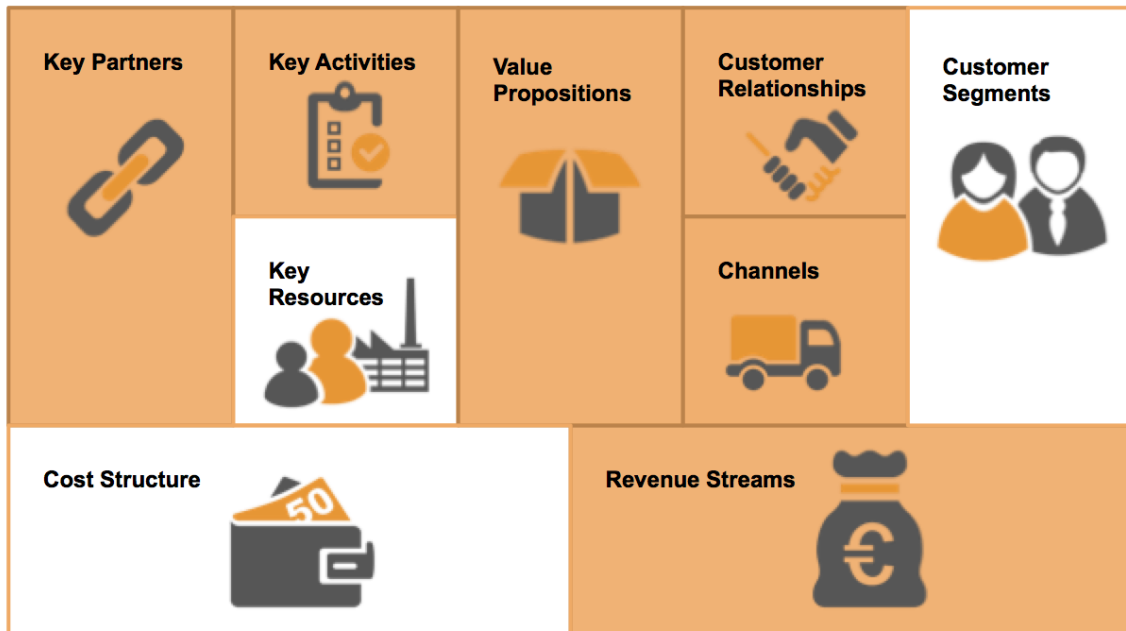 Key Partners
Key Activities
Value
Propositions
Customer
Relationships
Customer
Segments
Key
Resources
Channels
Cost Structure
50
Revenue Streams
€